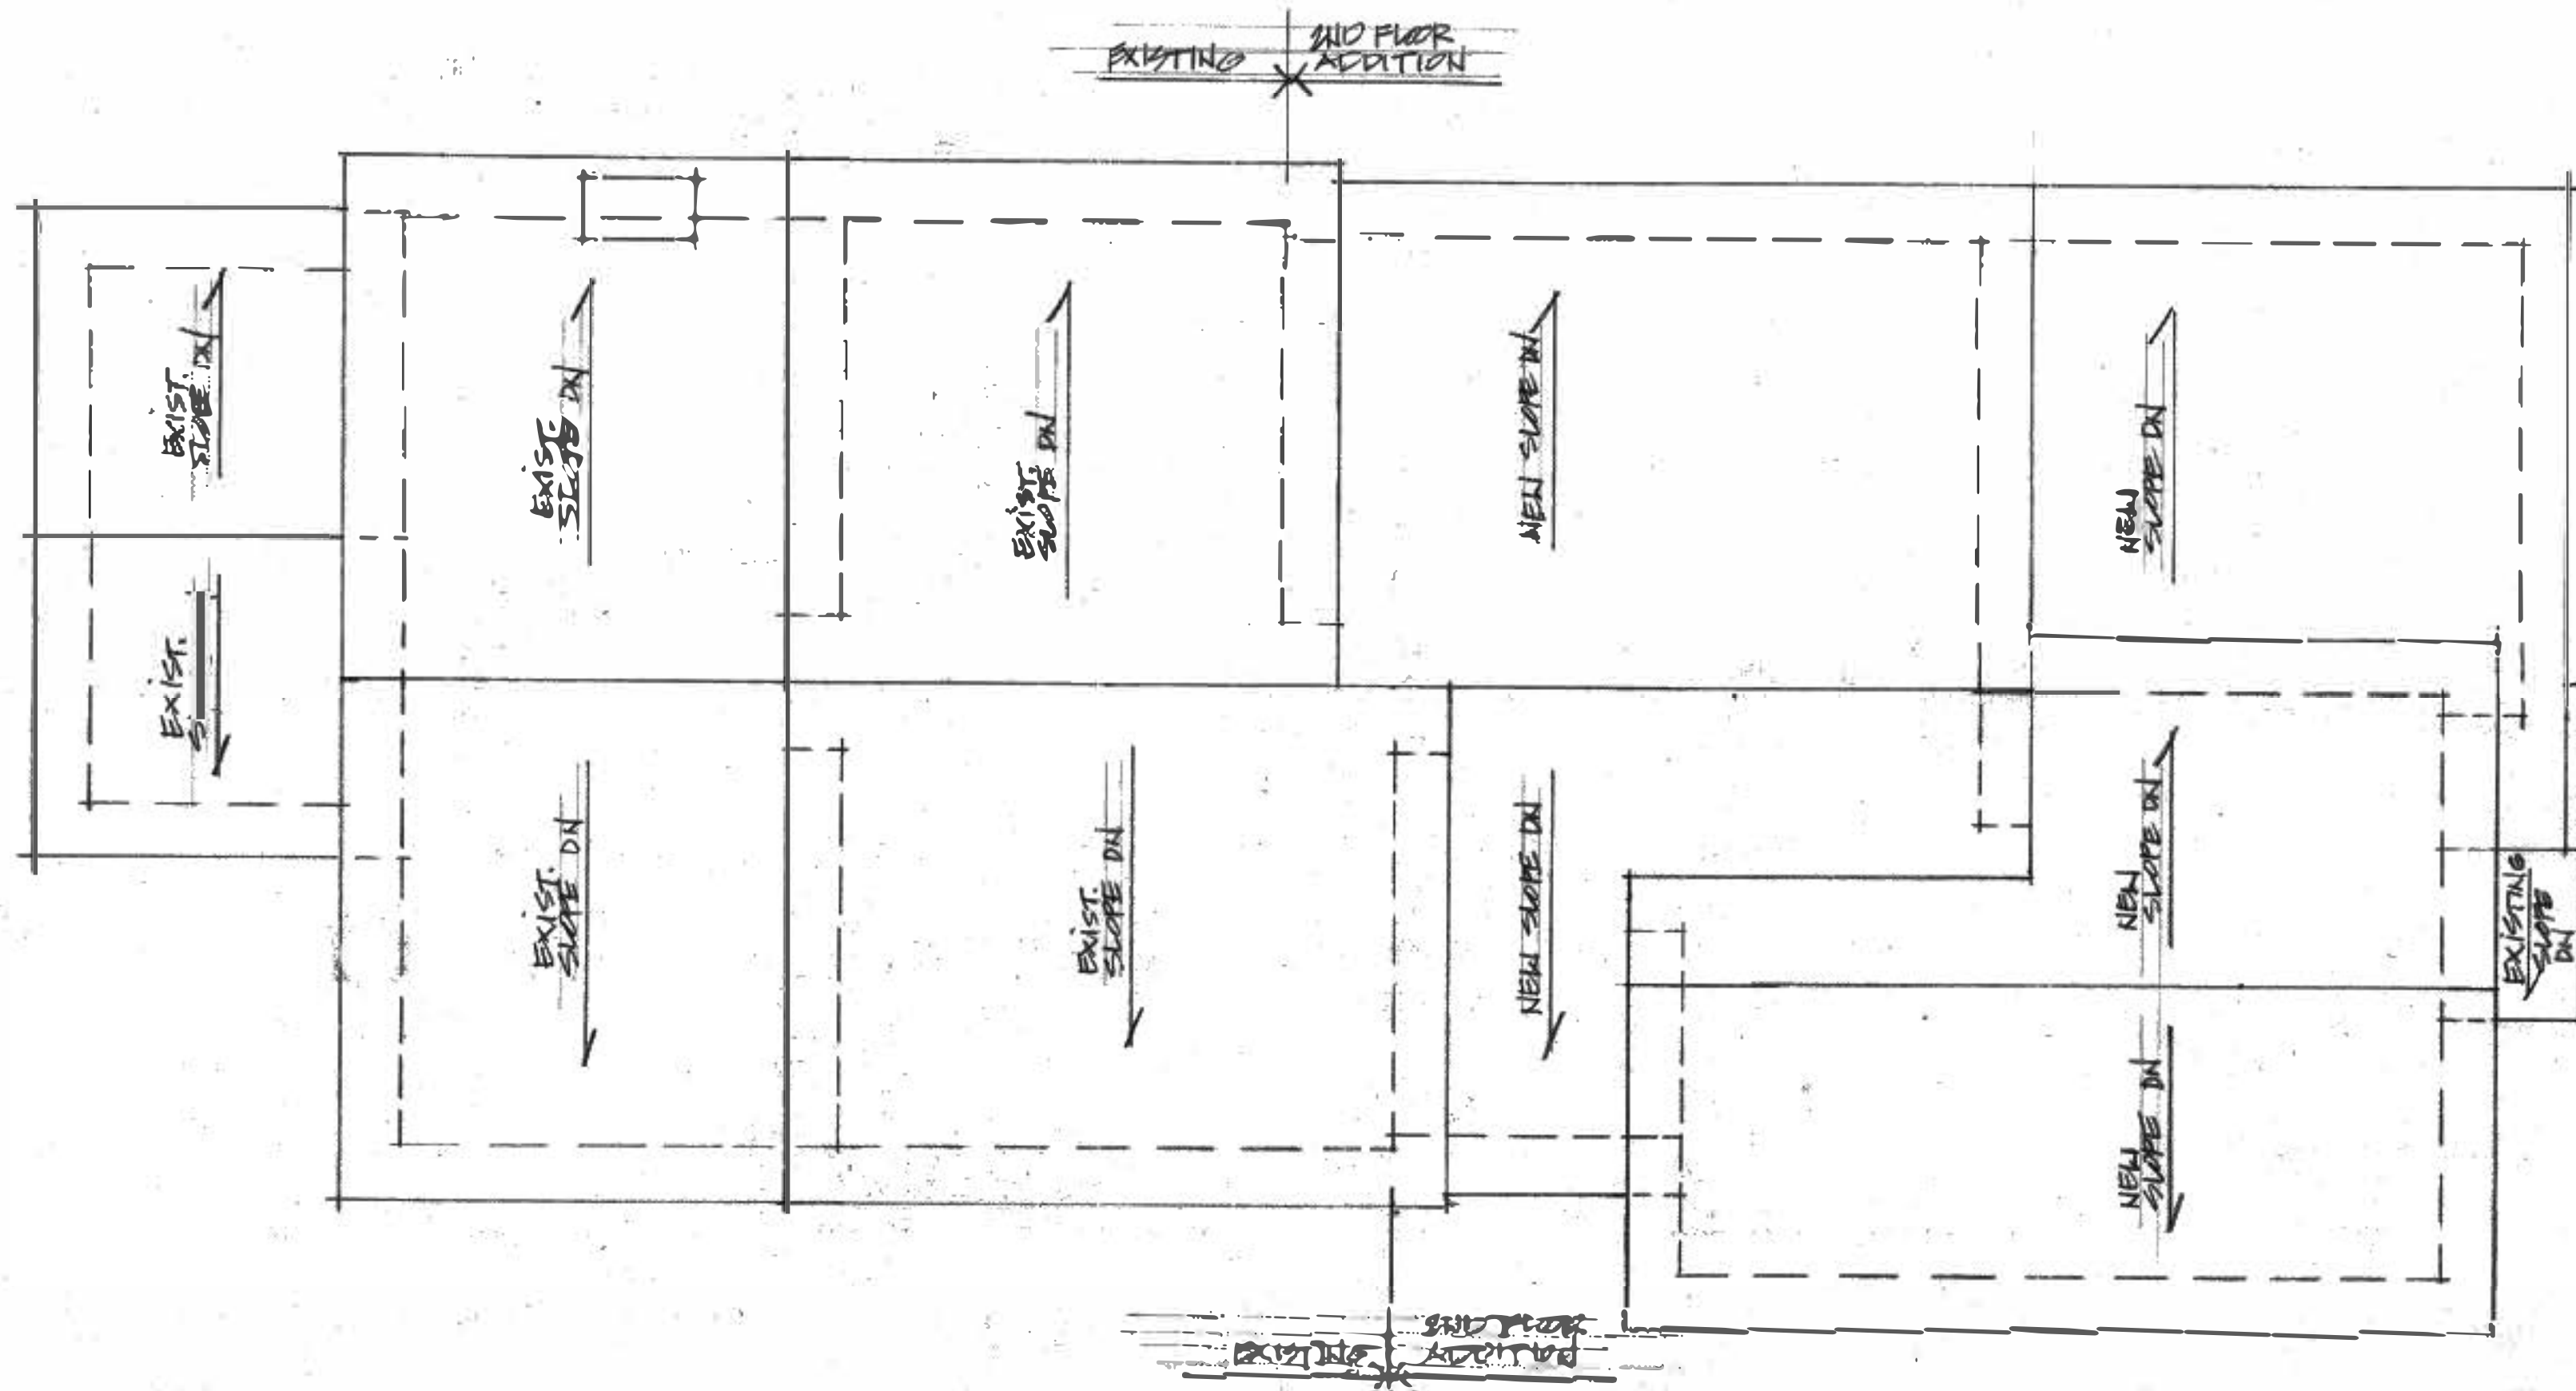 EXISTING
2ND FLOOR
ADDITION
EXIST.
SLOPE DN
EXIST.
SLOPE DN
EXIST.
SLOPE DN
NEW SLOPE DN
NEW
SLOPE DN
EXIST.
EXIST.
SLOPE DN
EXIST.
SLOPE DN
NEW SLOPE DN
NEW
SLOPE DN
EXISTING
SLOPE
DN
NEW
SLOPE DN
EXISTING
2ND FLOOR
ADDITION